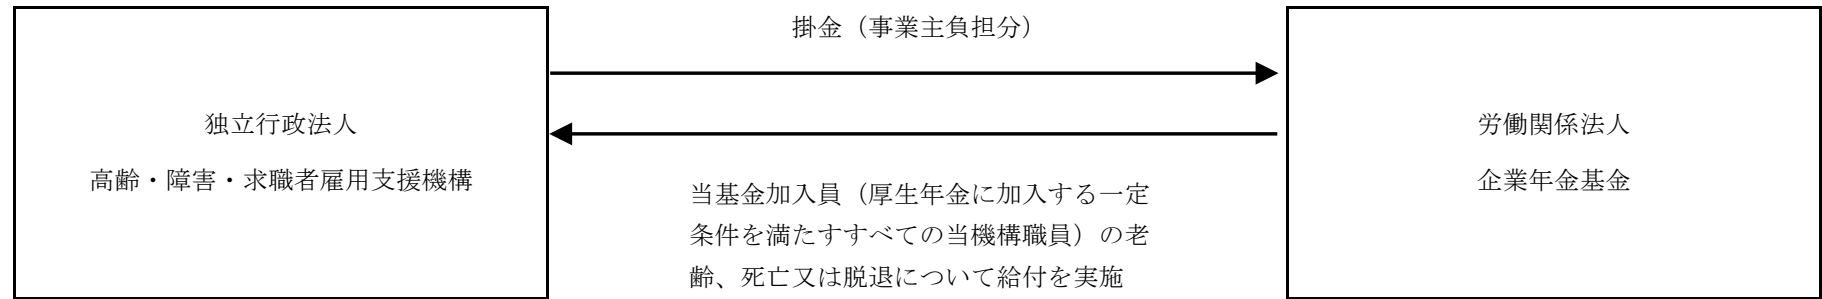 掛金（事業主負担分）
独立行政法人
高齢・障害・求職者雇用支援機構
労働関係法人
企業年金基金
当基金加入員（厚生年金に加入する一定
条件を満たすすべての当機構職員）の老
齢、死亡又は脱退について給付を実施